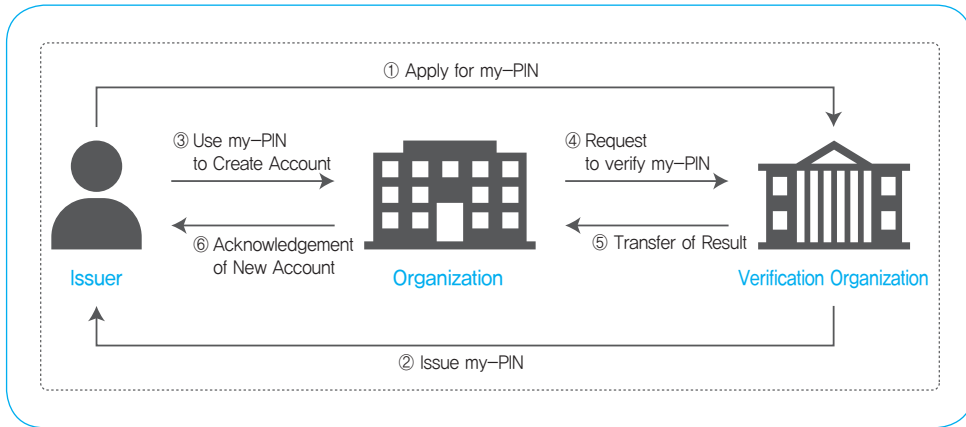 ① Apply for my-PIN
③ Use my-PIN
to Create Account
④ Request
to verify my-PIN
⑥ Acknowledgement
of New Account
⑤ Transfer of Result
Issuer
Organization
Verification Organization
② Issue my-PIN